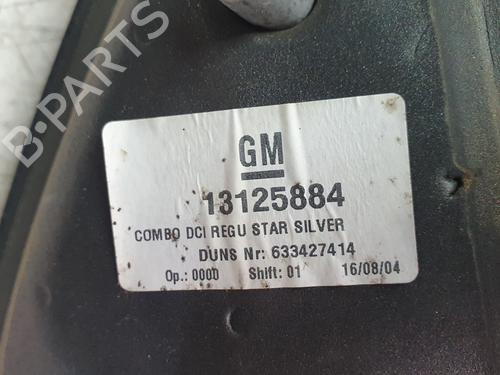 B-PARTS
GM
13125884
COMBO DCI REGU STAR SILVER
DUNS Nr: 633427414
Op.: 0000 Shift: 01 16/08/04